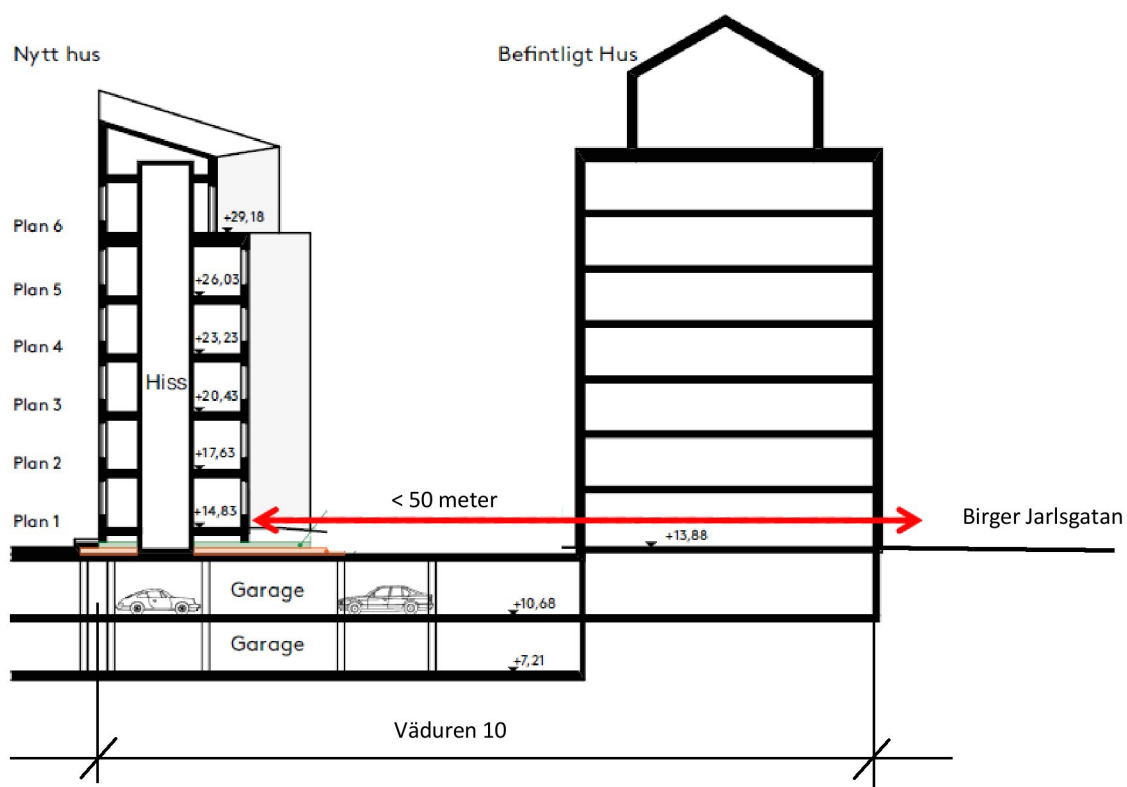 Nytt hus
Befintligt Hus
+29,18
Plan 6
+26,03
Plan 5
+23,23
Plan 4
Hiss
+20,43
Plan 3
+17,63
Plan 2
< 50 meter
+14,83
Plan 1
Birger Jarlsgatan
+13,88
Garage
+10,68
Garage
+7,21
Väduren 10